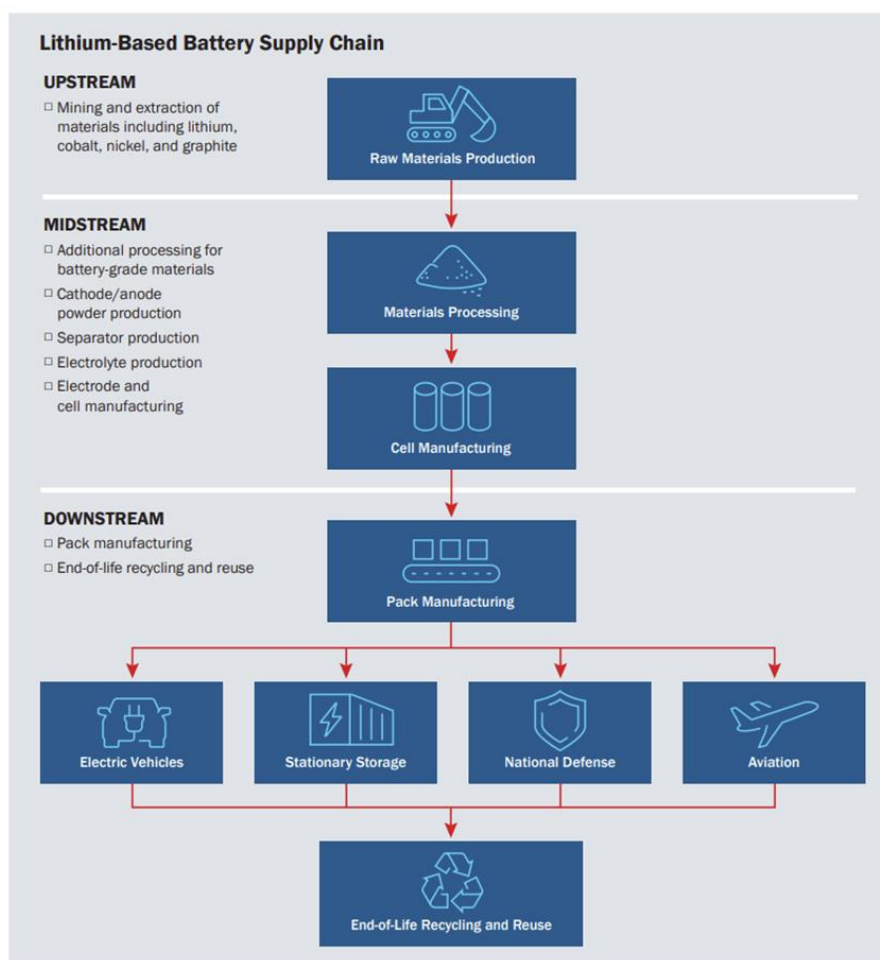 Lithium-Based Battery Supply Chain
UPSTREAM
Mining and extraction of
materials including lithium,
cobalt, nickel, and graphite
Raw Materials Production
MIDSTREAM
Additional processing for
battery-grade materials
Cathode/anode
powder production
Separator production
Electrolyte production
Electrode and
cell manufacturing
Materials Processing
Cell Manufacturing
DOWNSTREAM
Pack manufacturing
End-of-life recycling and reuse
Pack Manufacturing
Electric Vehicles
Stationary Storage
National Defense
Aviation
End-of-Life Recycling and Reuse